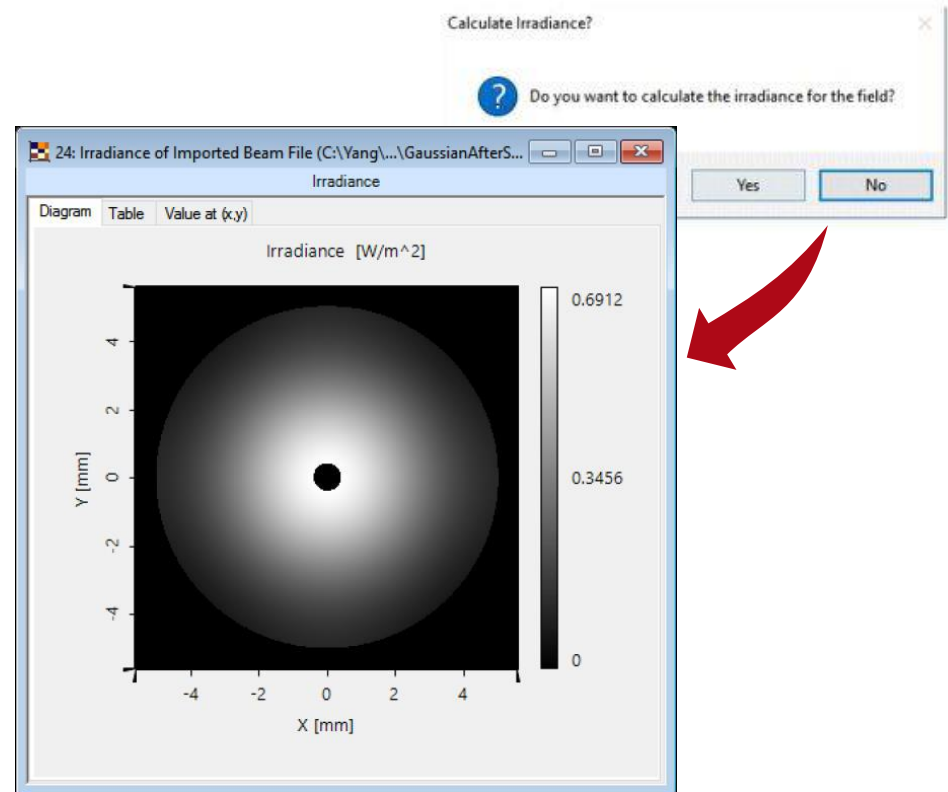 Calculate Irradiance?
Do you want to calculate the irradiance for the field?
Yes No
24: Irradiance of Imported Beam File (C:\Yang\...\GaussianAfterS...
Irradiance
Diagram Table Value at (x,y)
Irradiance [W/m^2]
0.6912
0.3456
0
Y [mm]
4
2
0
-2
-4
-4 -2 0 2 4
X [mm]